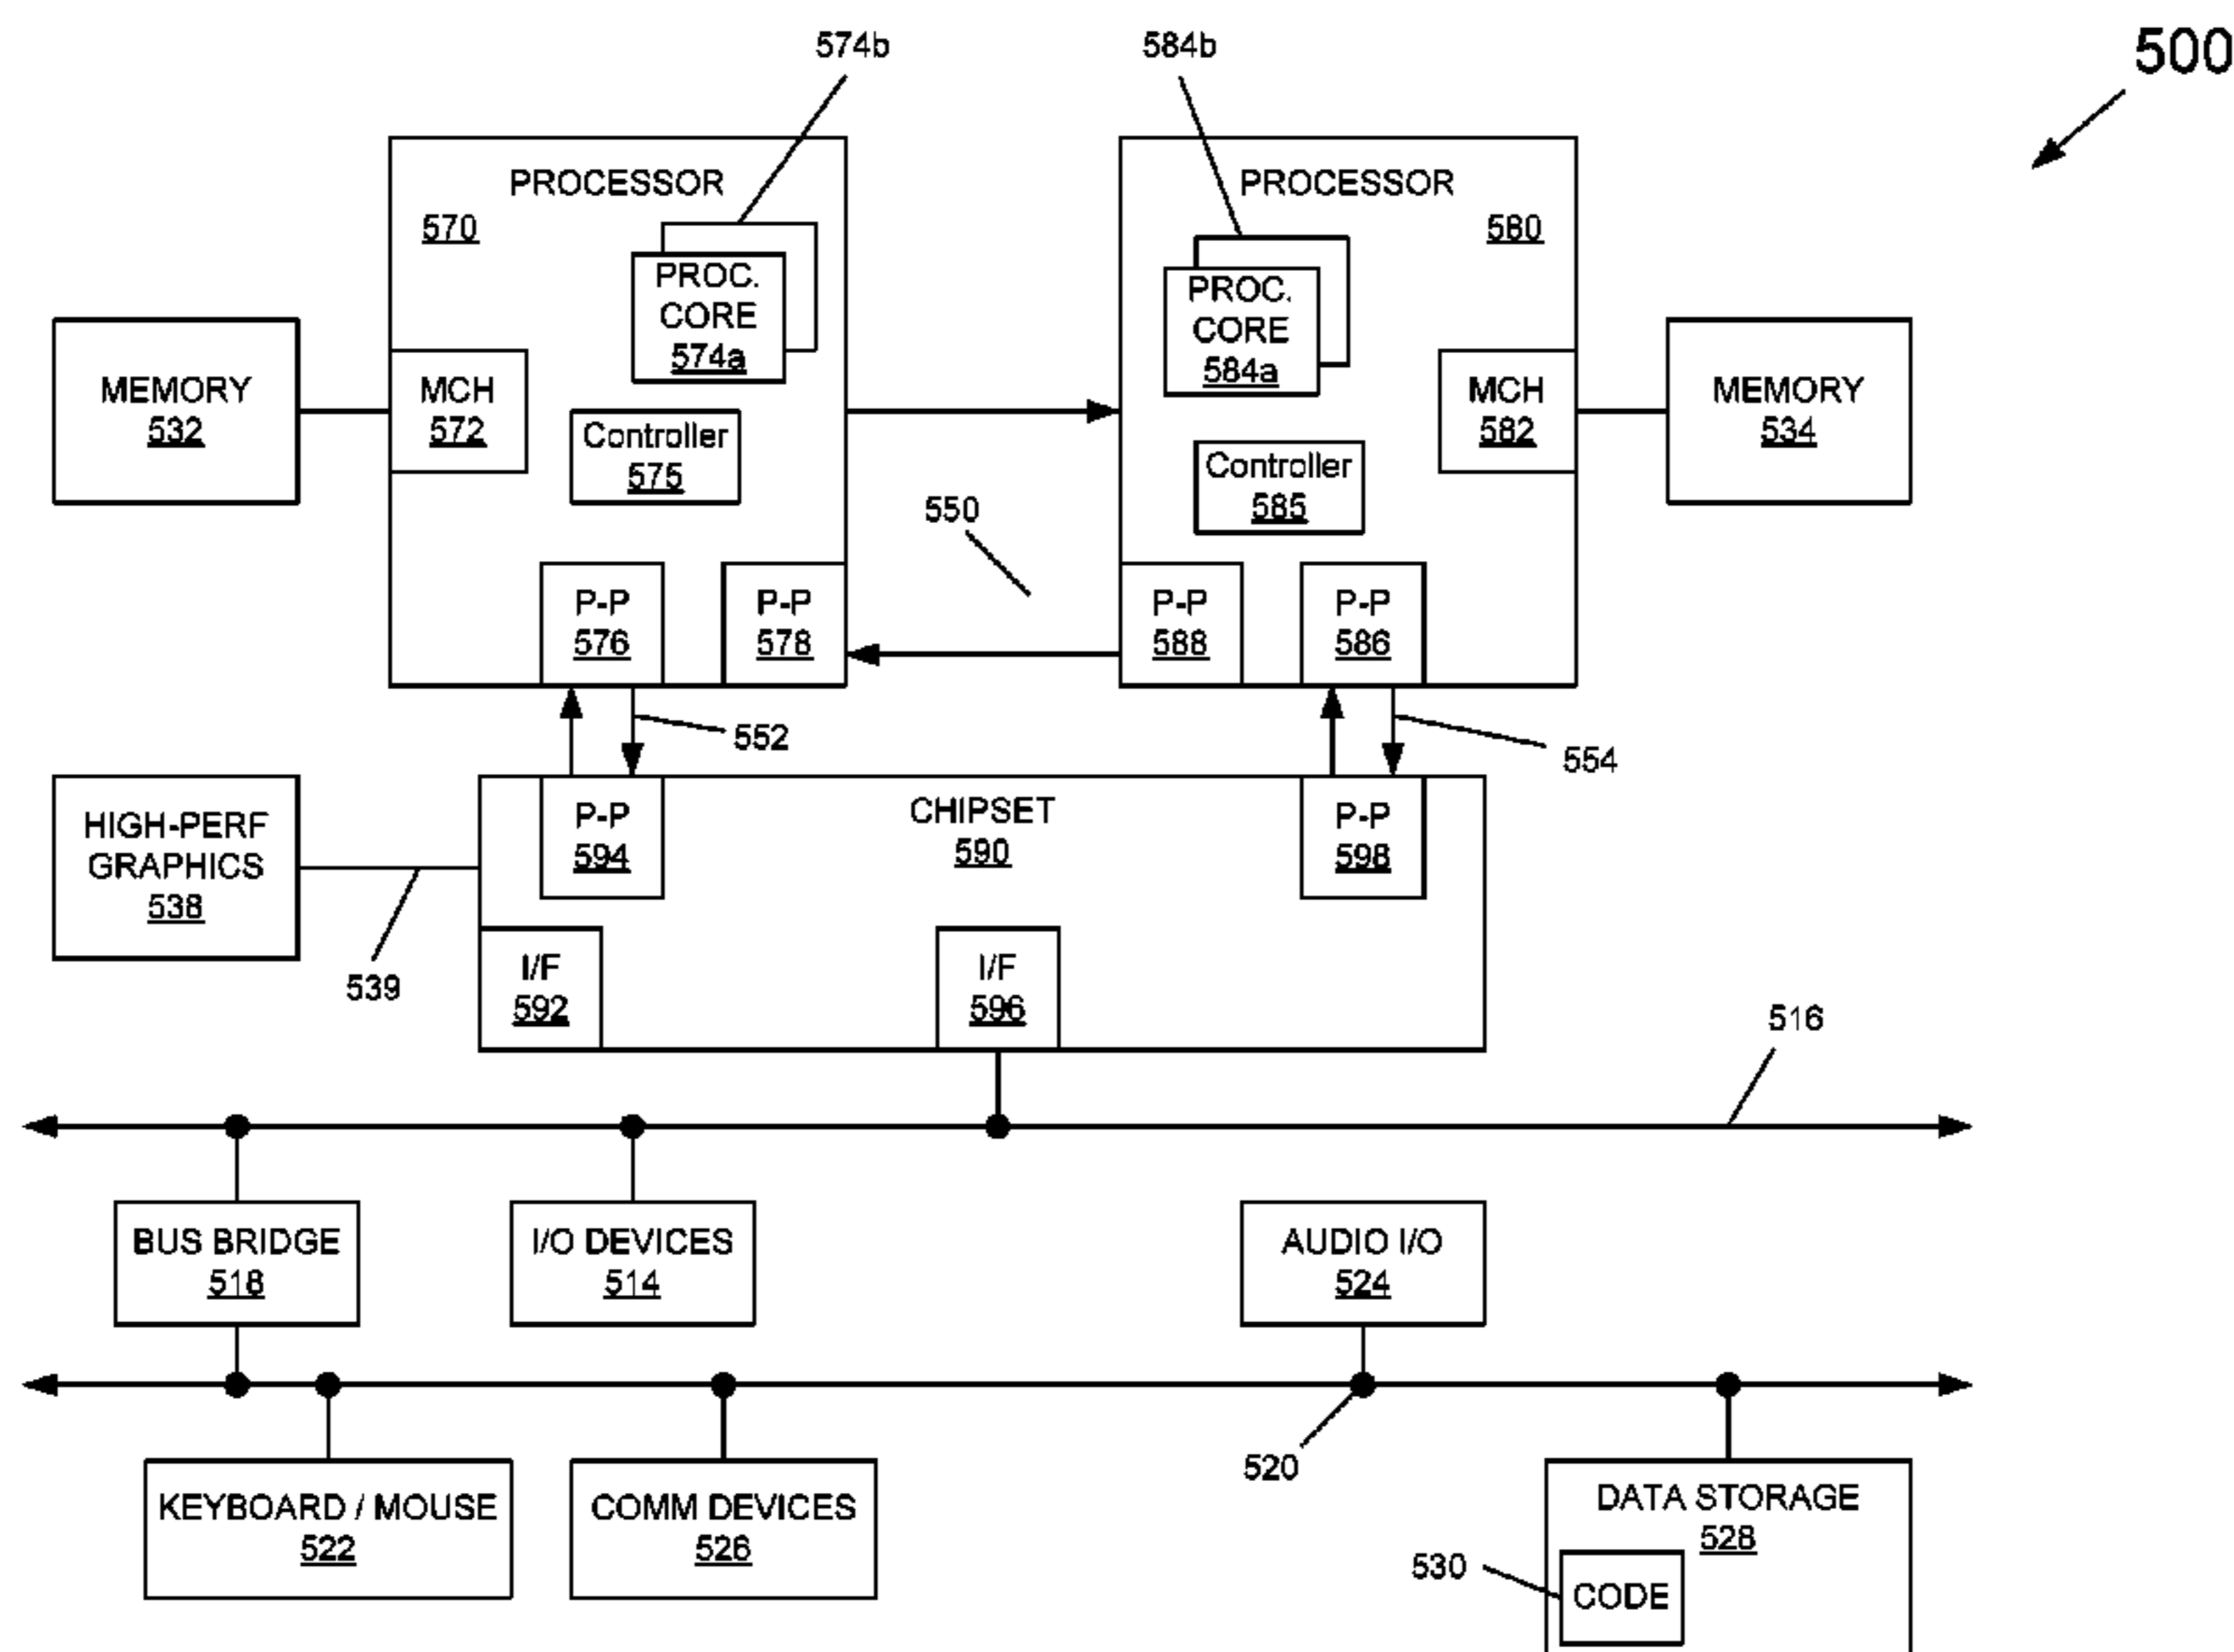 574b
584b
500
PROCESSOR
570
PROC.
CORE
574a
Controller
575
P-P
576
P-P
578
PROCESSOR
580
PROC.
CORE
584a
Controller
585
P-P
588
P-P
586
MEMORY
532
MCH
572
MCH
582
MEMORY
534
550
552
554
HIGH-PERF
GRAPHICS
538
539
P-P
594
CHIPSET
590
P-P
598
I/F
592
I/F
596
516
BUS BRIDGE
518
I/O DEVICES
514
AUDIO I/O
524
520
KEYBOARD / MOUSE
522
COMM DEVICES
526
DATA STORAGE
528
530
CODE